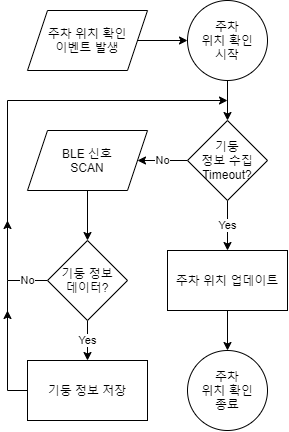 주차 위치 확인
이벤트 발생
주차
위치 확인
시작
기둥
정보 수집
Timeout?
No
BLE 신호
SCAN
Yes
기둥 정보
데이터?
No
주차 위치 업데이트
Yes
기둥 정보 저장
주차
위치 확인
종료